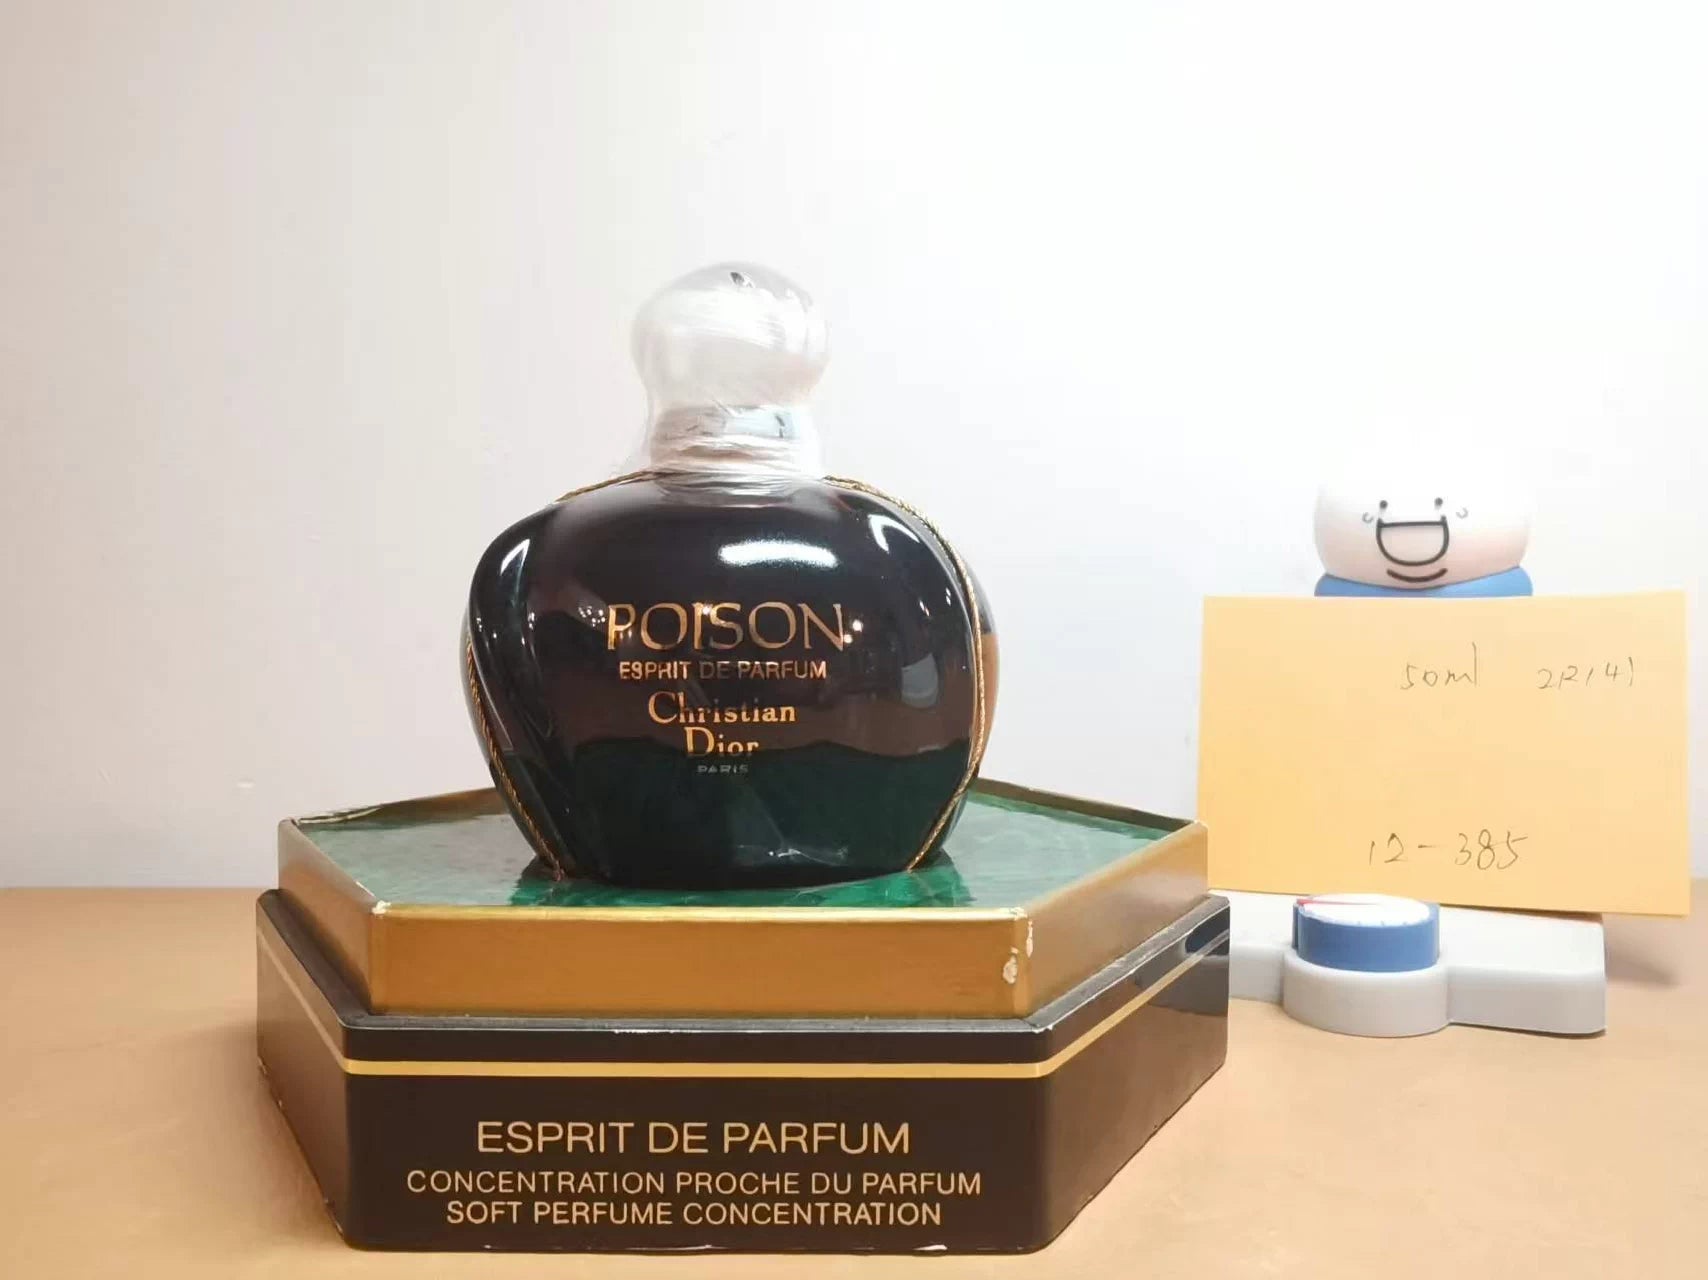 POISON
ESPRIT DE PARFUM
Christian
Dior
PARIS
50ml 2R141
12-385
ESPRIT DE PARFUM
CONCENTRATION PROCHE DU PARFUM
SOFT PERFUME CONCENTRATION